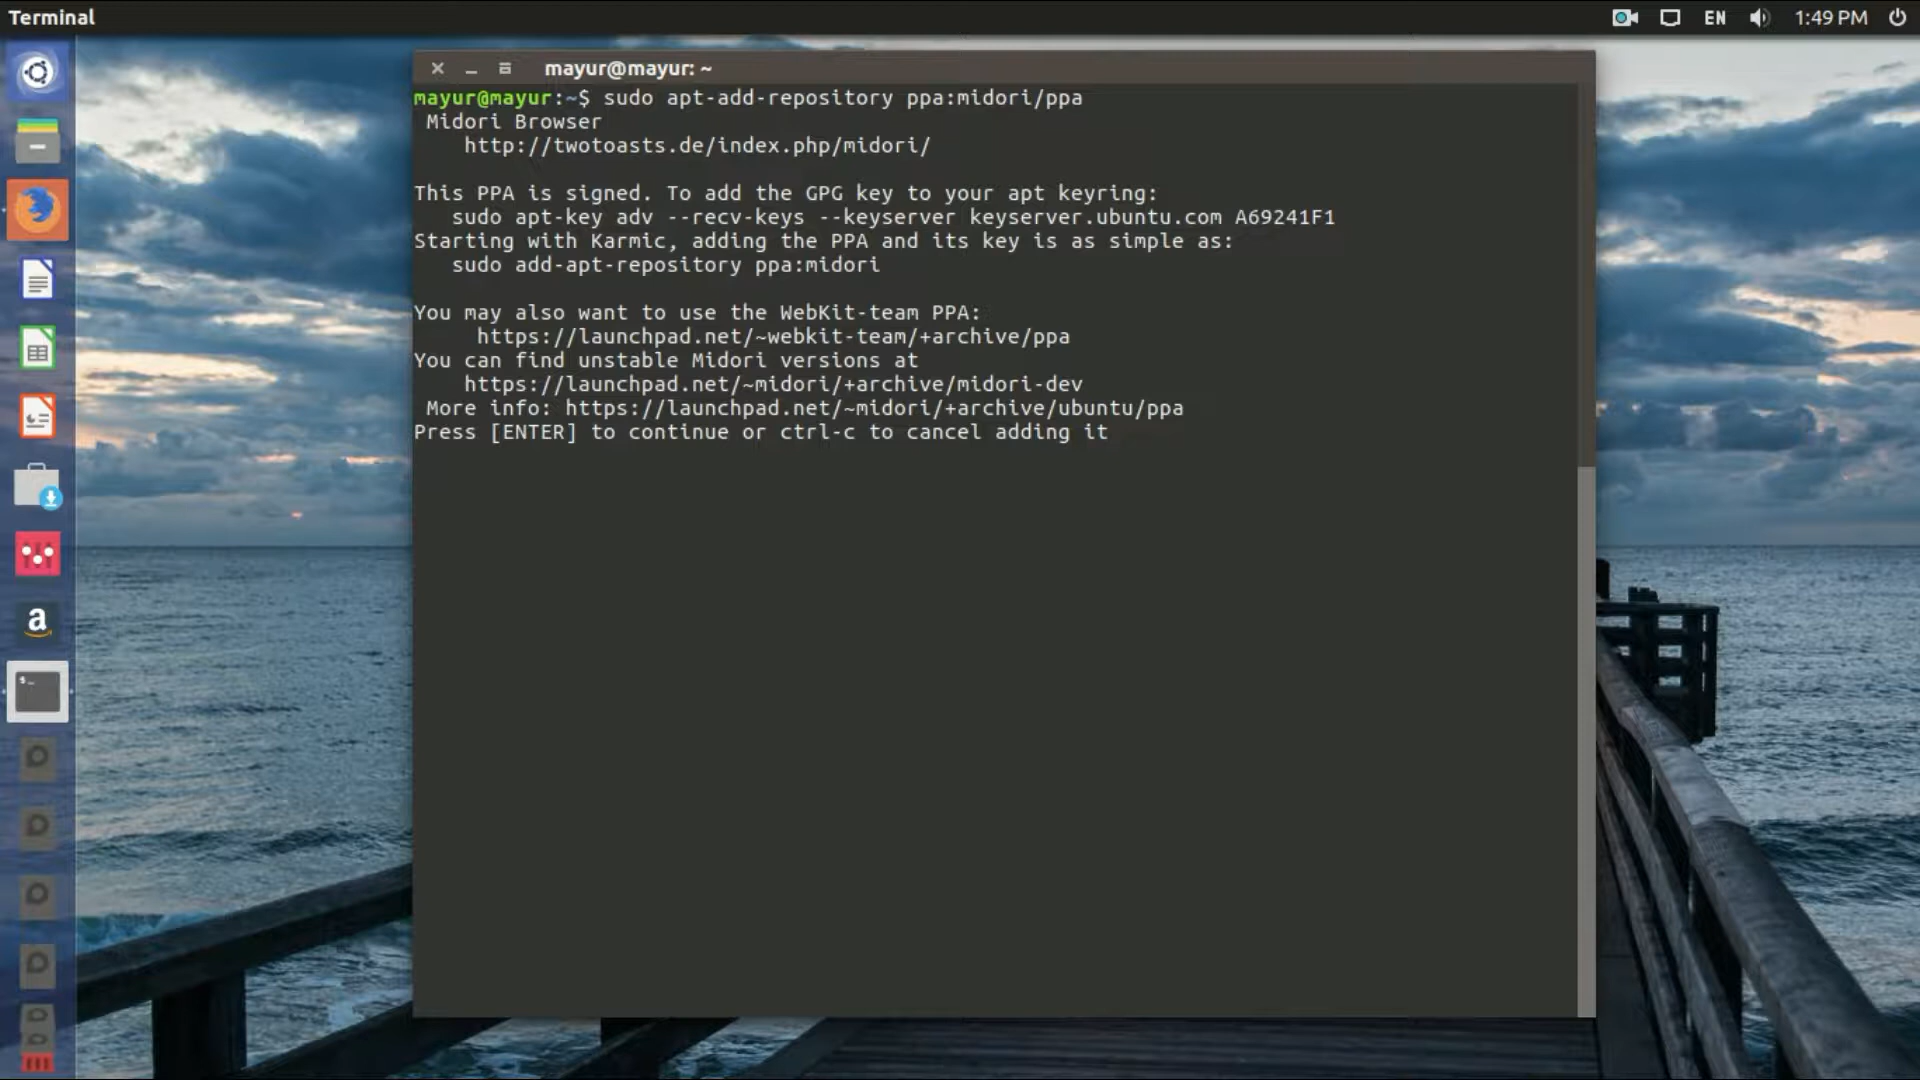 Terminal
EN
1:49 PM
mayur@mayur: ~
mayur@mayur:~$ sudo apt-add-repository ppa:midori/ppa
Midori Browser
http://twotoasts.de/index.php/midori/
This PPA is signed. To add the GPG key to your apt keyring:
sudo apt-key adv --recv-keys --keyserver keyserver.ubuntu.com A69241F1
Starting with Karmic, adding the PPA and its key is as simple as:
sudo add-apt-repository ppa:midori
You may also want to use the WebKit-team PPA:
https://launchpad.net/~webkit-team/+archive/ppa
You can find unstable Midori versions at
https://launchpad.net/~midori/+archive/midori-dev
More info: https://launchpad.net/~midori/+archive/ubuntu/ppa
Press [ENTER] to continue or ctrl-c to cancel adding it
a
$_